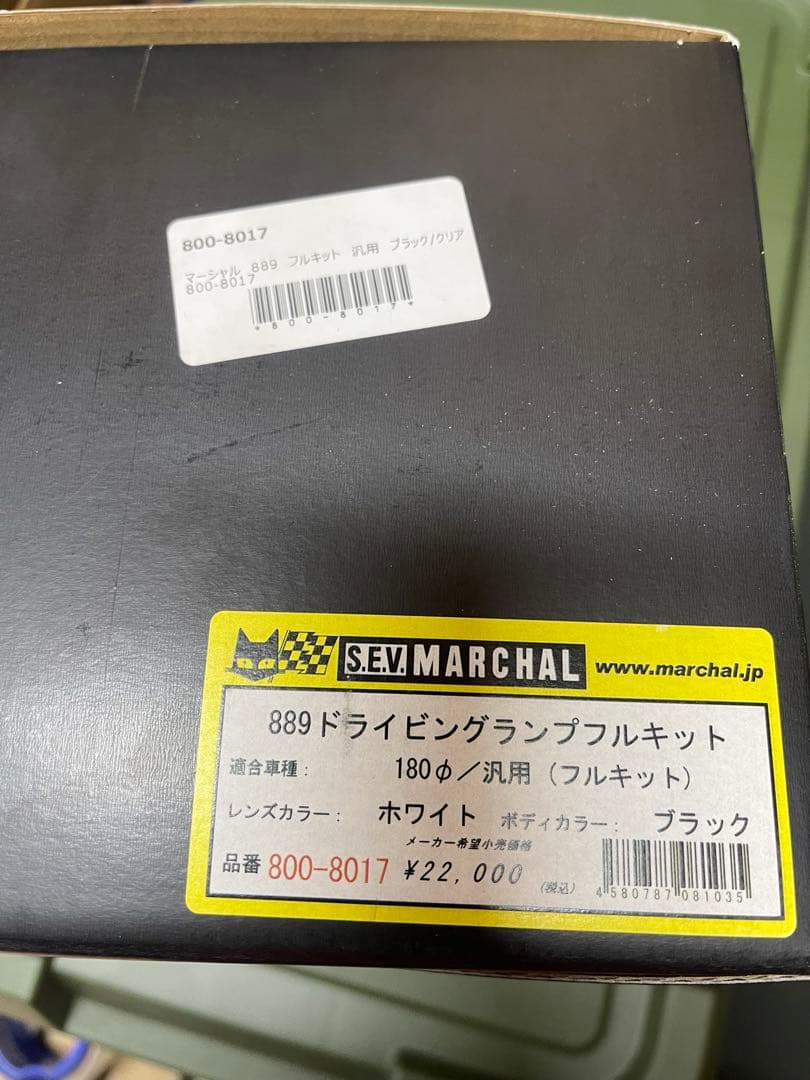 800-8017
マーシャル 889 フルキット 汎用 ブラック/クリア
800-8017
*800-8017*
S.E.V. MARCHAL www.marchal.jp
889ドライビングランプフルキット
適合車種: 180φ/汎用(フルキット)
レンズカラー: ホワイト ボディカラー: ブラック
メーカー希望小売価格
品番 800-8017 ¥22,000 (税込)
4580787081035